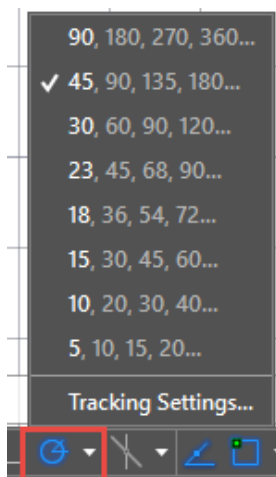 90, 180, 270, 360...
45, 90, 135, 180...
30, 60, 90, 120...
23, 45, 68, 90...
18, 36, 54, 72...
15, 30, 45, 60...
10, 20, 30, 40...
5, 10, 15, 20...
Tracking Settings...